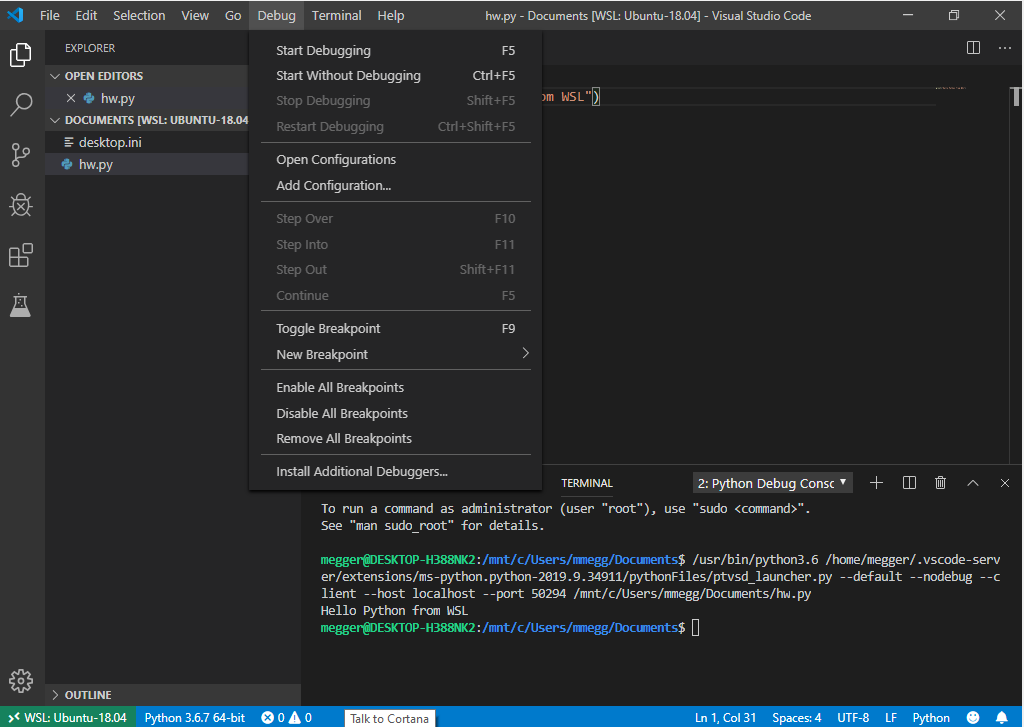 File Edit Selection View Go Debug Terminal Help hw.py - Documents [WSL: Ubuntu-18.04] - Visual Studio Code
EXPLORER
OPEN EDITORS
hw.py
DOCUMENTS [WSL: UBUNTU-18.04
desktop.ini
hw.py
OUTLINE
Start Debugging F5
Start Without Debugging Ctrl+F5
Stop Debugging Shift+F5
Restart Debugging Ctrl+Shift+F5
Open Configurations
Add Configuration...
Step Over F10
Step Into F11
Step Out Shift+F11
Continue F5
Toggle Breakpoint F9
New Breakpoint
Enable All Breakpoints
Disable All Breakpoints
Remove All Breakpoints
Install Additional Debuggers...
om WSL")
TERMINAL 2: Python Debug Consc
To run a command as administrator (user "root"), use "sudo <command>".
See "man sudo_root" for details.
megger@DESKTOP-H388NK2:/mnt/c/Users/mmegg/Documents$ /usr/bin/python3.6 /home/megger/.vscode-serv
er/extensions/ms-python.python-2019.9.34911/pythonFiles/ptvsd_launcher.py --default --nodebug --c
lient --host localhost --port 50294 /mnt/c/Users/mmegg/Documents/hw.py
Hello Python from WSL
megger@DESKTOP-H388NK2:/mnt/c/Users/mmegg/Documents$
WSL: Ubuntu-18.04 Python 3.6.7 64-bit 0 0 Talk to Cortana Ln 1, Col 31 Spaces: 4 UTF-8 LF Python